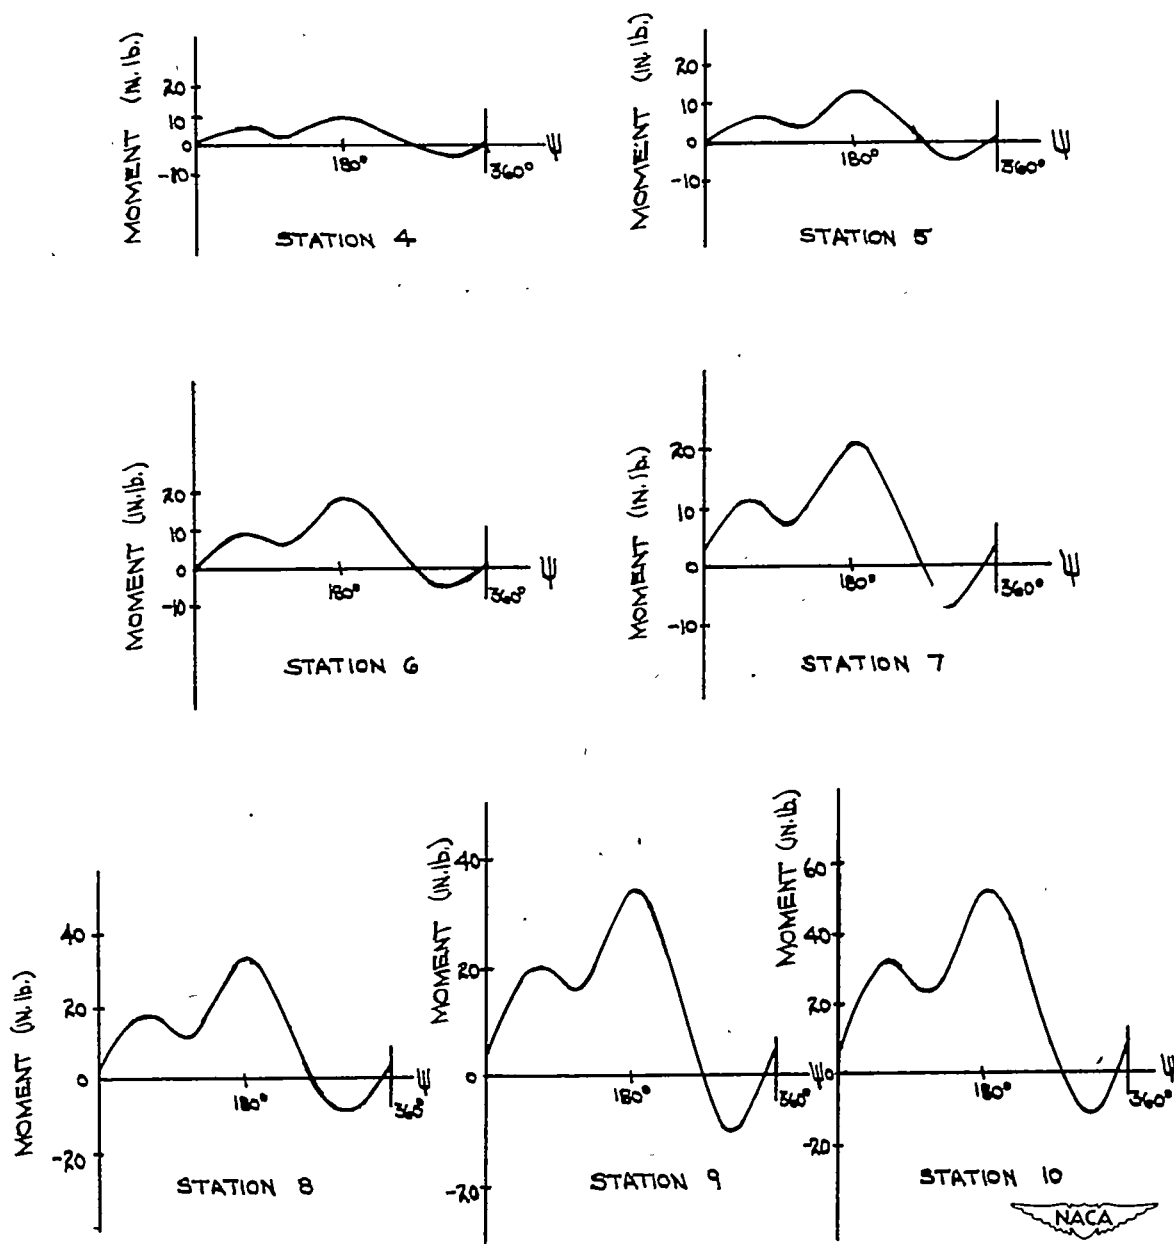 MOMENT (IN.lb.)
20
10
0
-10
180°
360°
Ψ
STATION 4
MOMENT (IN.lb.)
20
10
0
-10
180°
360°
Ψ
STATION 5
MOMENT (IN.lb.)
20
10
0
-10
180°
360°
Ψ
STATION 6
MOMENT (IN.lb.)
20
10
0
-10
180°
360°
Ψ
STATION 7
MOMENT (IN.lb.)
40
20
0
-20
180°
360°
Ψ
STATION 8
MOMENT (IN.lb.)
40
20
0
-20
180°
360°
Ψ
STATION 9
MOMENT (IN.lb.)
60
40
20
0
-20
180°
360°
Ψ
STATION 10
NACA